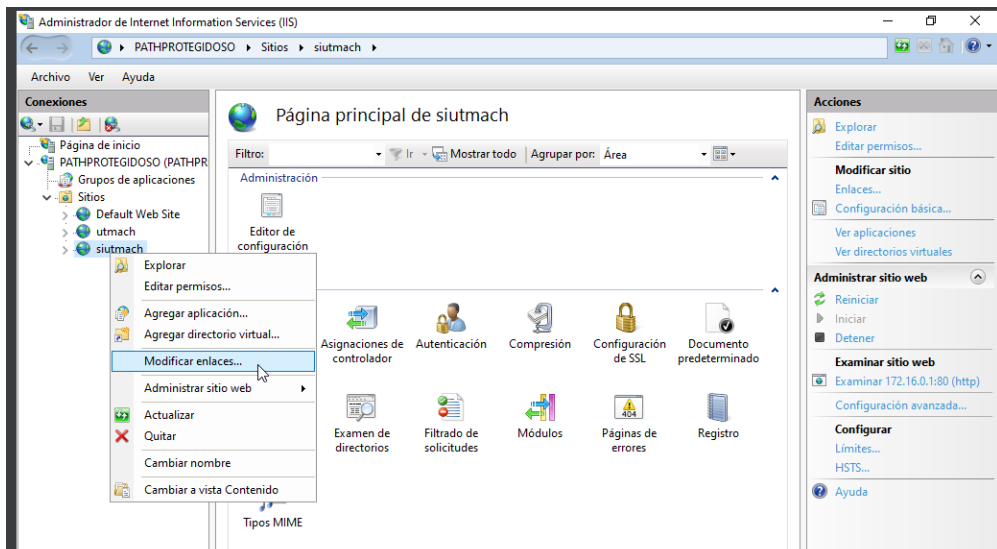 Administrador de Internet Information Services (IIS)
PATHPROTEGIDOSO
Sitios
siutmach
Archivo Ver Ayuda
Conexiones
Página de inicio
PATHPROTEGIDOSO (PATHPR
Grupos de aplicaciones
Sitios
Default Web Site
utmach
siutmach
Explorar
Editar permisos...
Agregar aplicación...
Agregar directorio virtual...
Modificar enlaces...
Administrar sitio web
Actualizar
Quitar
Cambiar nombre
Cambiar a vista Contenido
Página principal de siutmach
Filtro: Ir Mostrar todo Agrupar por: Área
Administración
Editor de
configuración
Asignaciones de
controlador
Autenticación
Compresión
Configuración
de SSL
Documento
predeterminado
Examen de
directorios
Filtrado de
solicitudes
Módulos
404
Páginas de
errores
Registro
Tipos MIME
Acciones
Explorar
Editar permisos...
Modificar sitio
Enlaces...
Configuración básica...
Ver aplicaciones
Ver directorios virtuales
Administrar sitio web
Reiniciar
Iniciar
Detener
Examinar sitio web
Examinar 172.16.0.1:80 (http)
Configuración avanzada...
Configurar
Límites...
HSTS...
Ayuda